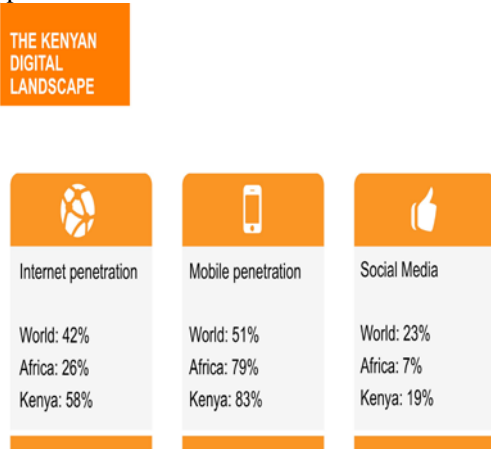 THE KENYAN
DIGITAL
LANDSCAPE
Internet penetration
World: 42%
Africa: 26%
Kenya: 58%
Mobile penetration
World: 51%
Africa: 79%
Kenya: 83%
Social Media
World: 23%
Africa: 7%
Kenya: 19%